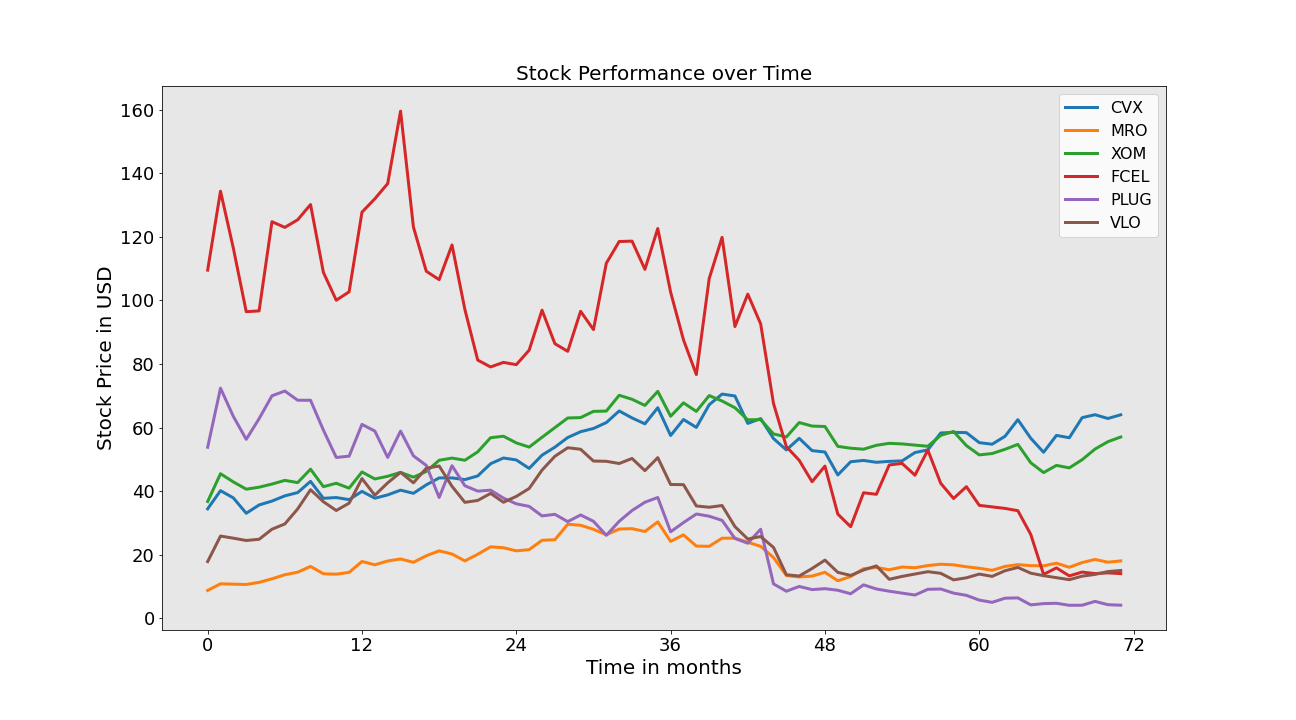 Stock Performance over Time
160
140
120
100
80
60
40
20
0
Stock Price in USD
CVX
MRO
XOM
FCEL
PLUG
VLO
0 12 24 36 48 60 72
Time in months